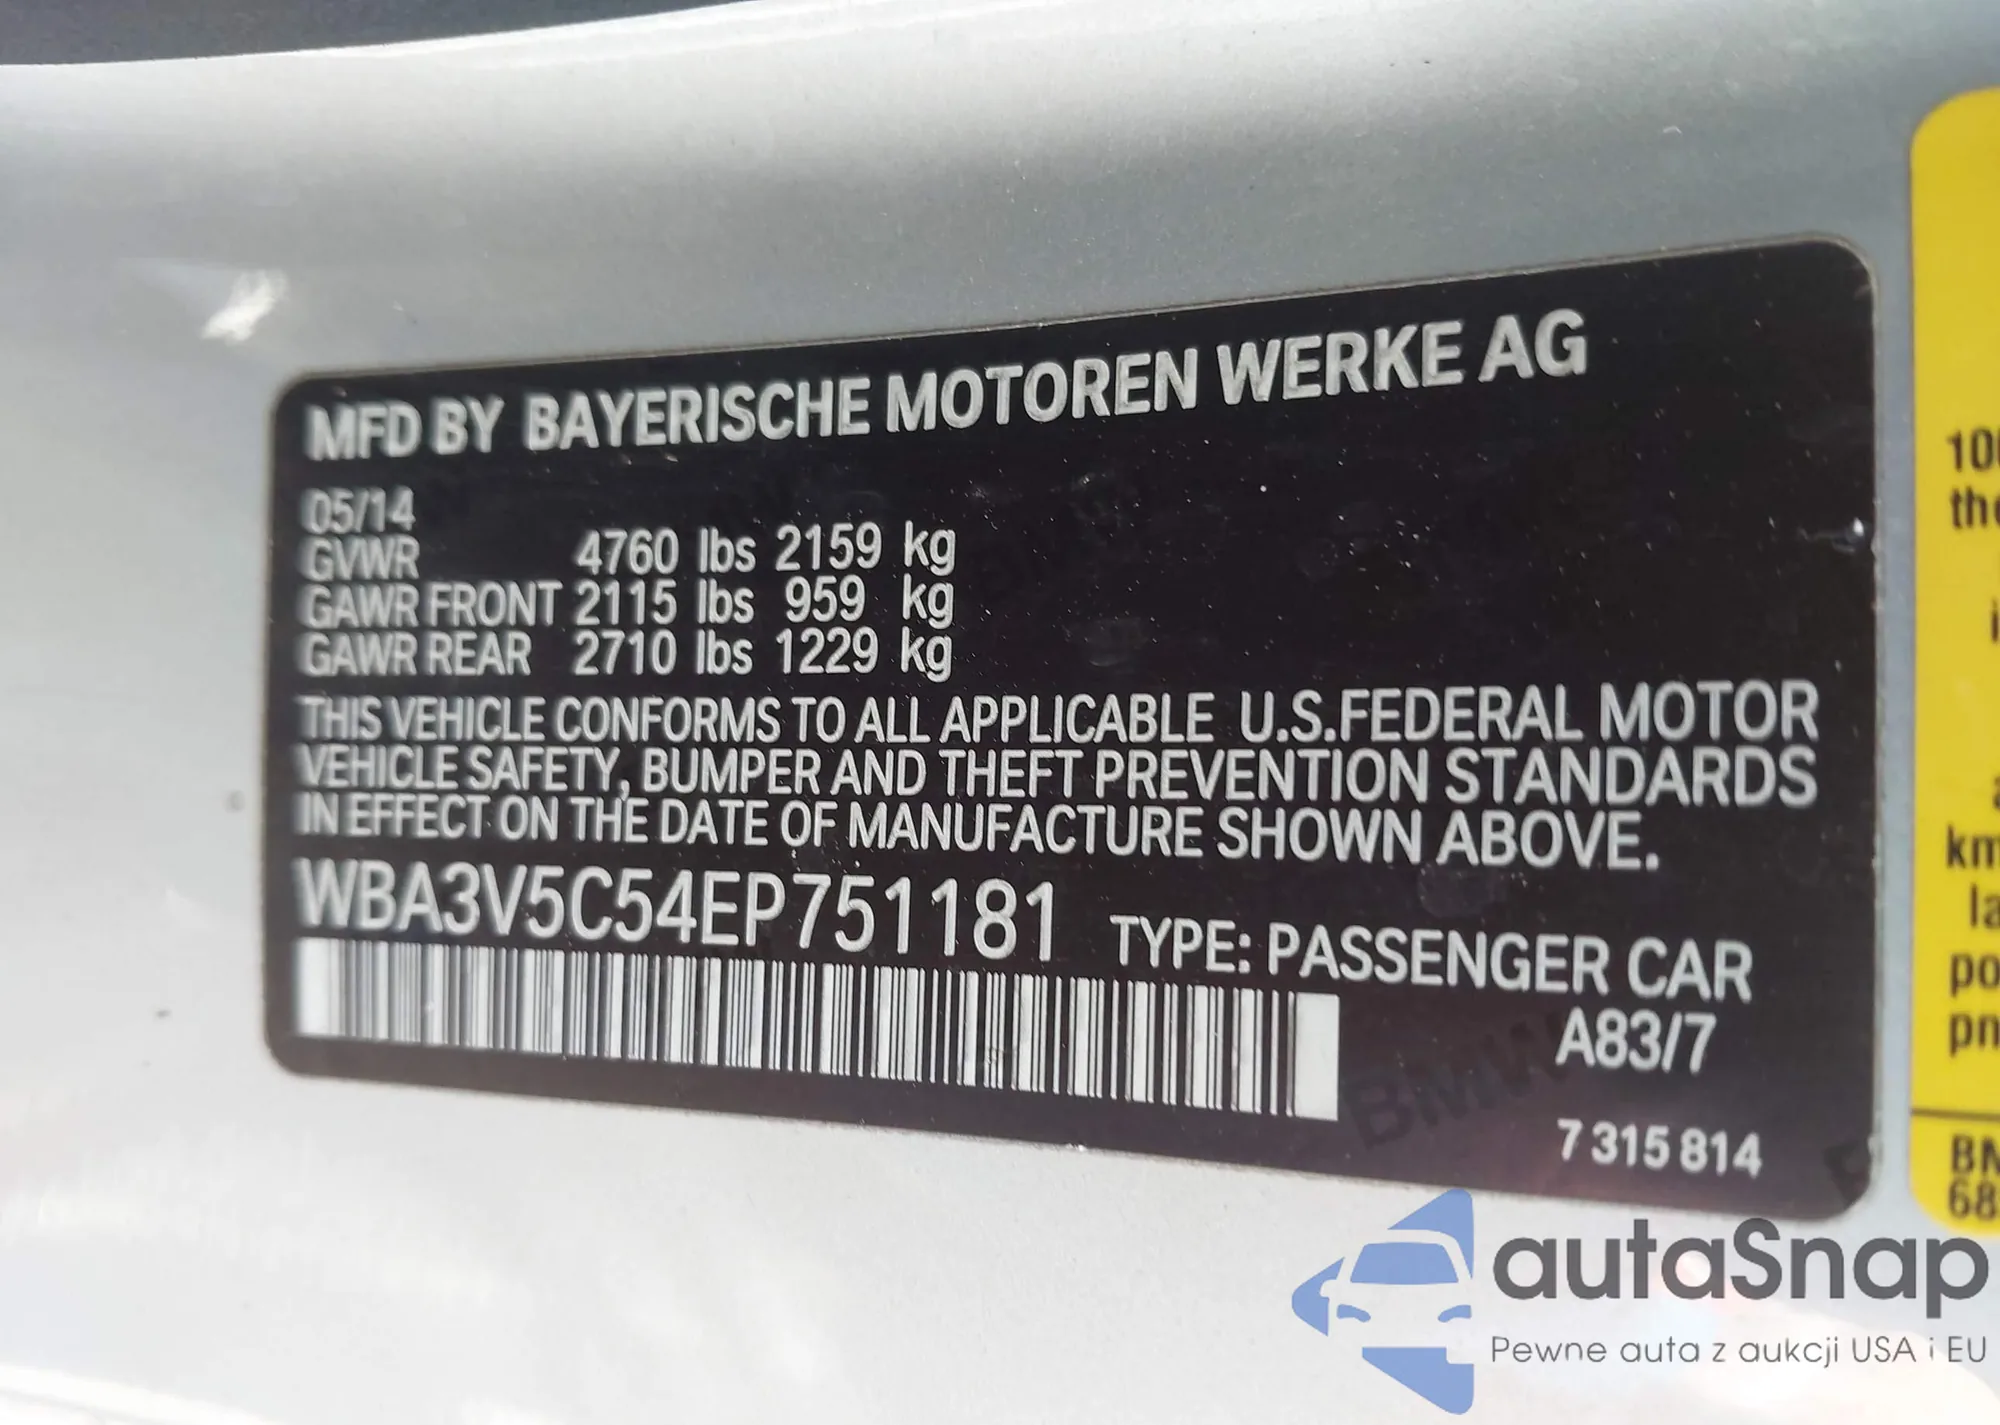 MFD BY BAYERISCHE MOTOREN WERKE AG
05/14
GVWR 4760 lbs 2159 kg
GAWR FRONT 2115 lbs 959 kg
GAWR REAR 2710 lbs 1229 kg
THIS VEHICLE CONFORMS TO ALL APPLICABLE U.S.FEDERAL MOTOR
VEHICLE SAFETY, BUMPER AND THEFT PREVENTION STANDARDS
IN EFFECT ON THE DATE OF MANUFACTURE SHOWN ABOVE.
WBA3V5C54EP751181 TYPE: PASSENGER CAR
A83/7
7 315 814
km
po
autaSnap
Pewne auta z aukcji USA i EU